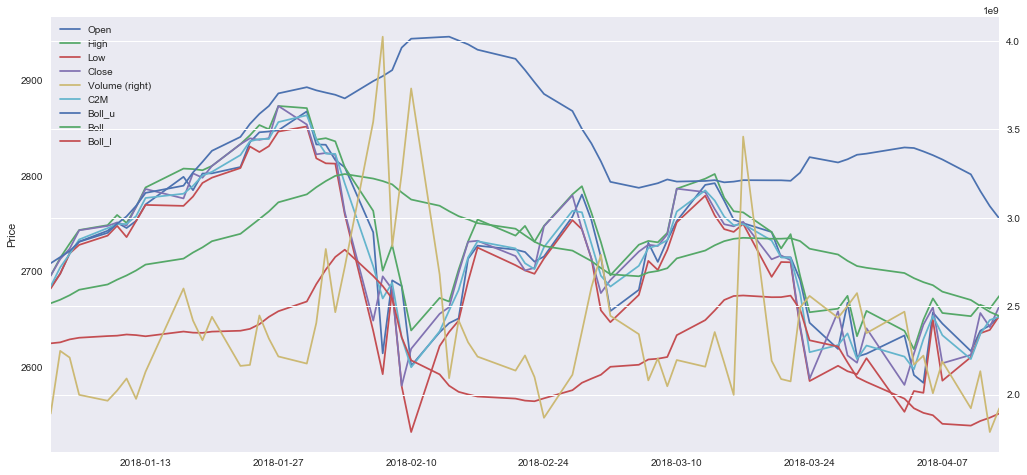 1e9
Open
High
Low
Close
Volume (right)
C2M
Boll_u
Boll
Boll_l
Price
2900
2800
2700
2600
4.0
3.5
3.0
2.5
2.0
2018-01-13
2018-01-27
2018-02-10
2018-02-24
2018-03-10
2018-03-24
2018-04-07